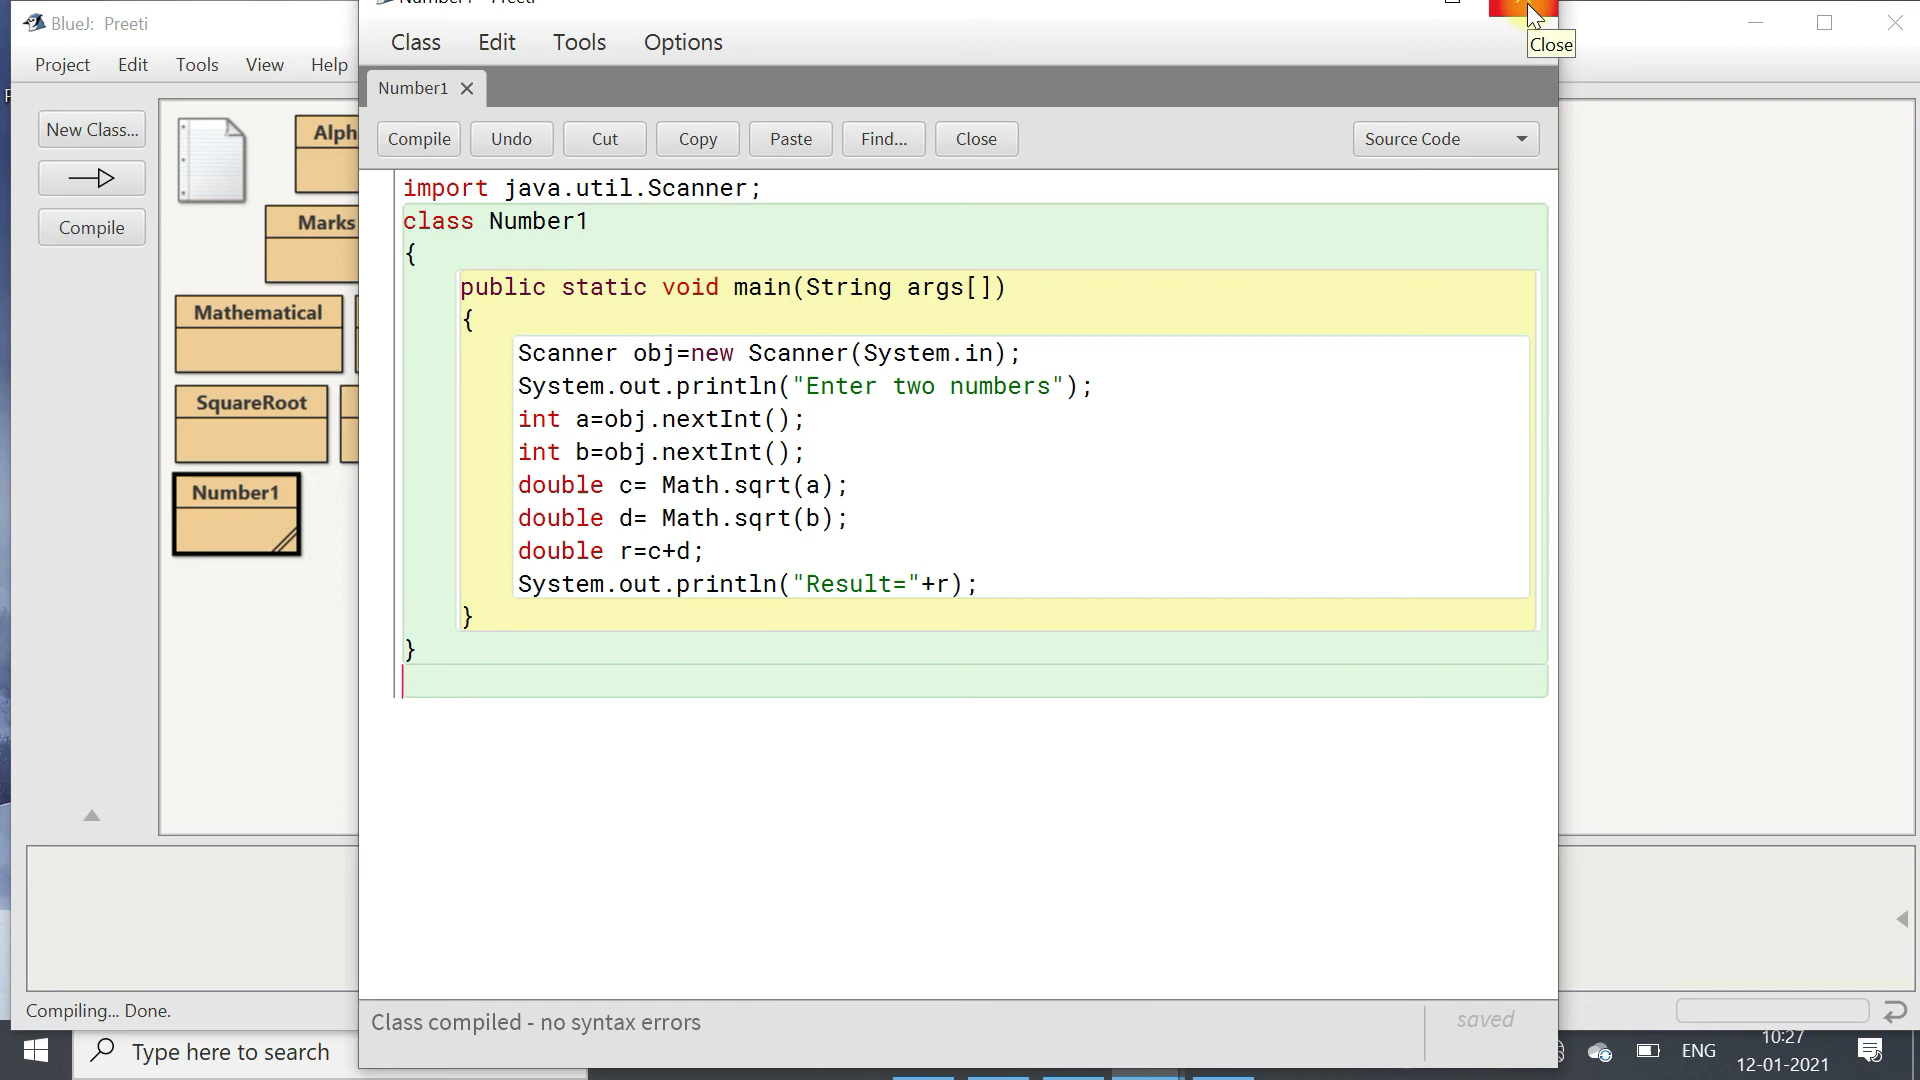 BlueJ: Preeti
Project Edit Tools View Help
New Class...
Compile
Alph
Marks
Mathematical
SquareRoot
Number1
Compiling... Done.
Close
Class Edit Tools Options
Number1
Compile Undo Cut Copy Paste Find... Close Source Code
import java.util.Scanner;
class Number1
{
public static void main(String args[])
{
Scanner obj=new Scanner(System.in);
System.out.println("Enter two numbers");
int a=obj.nextInt();
int b=obj.nextInt();
double c= Math.sqrt(a);
double d= Math.sqrt(b);
double r=c+d;
System.out.println("Result="+r);
}
}
Class compiled - no syntax errors
saved
Type here to search
ENG
10:27
12-01-2021